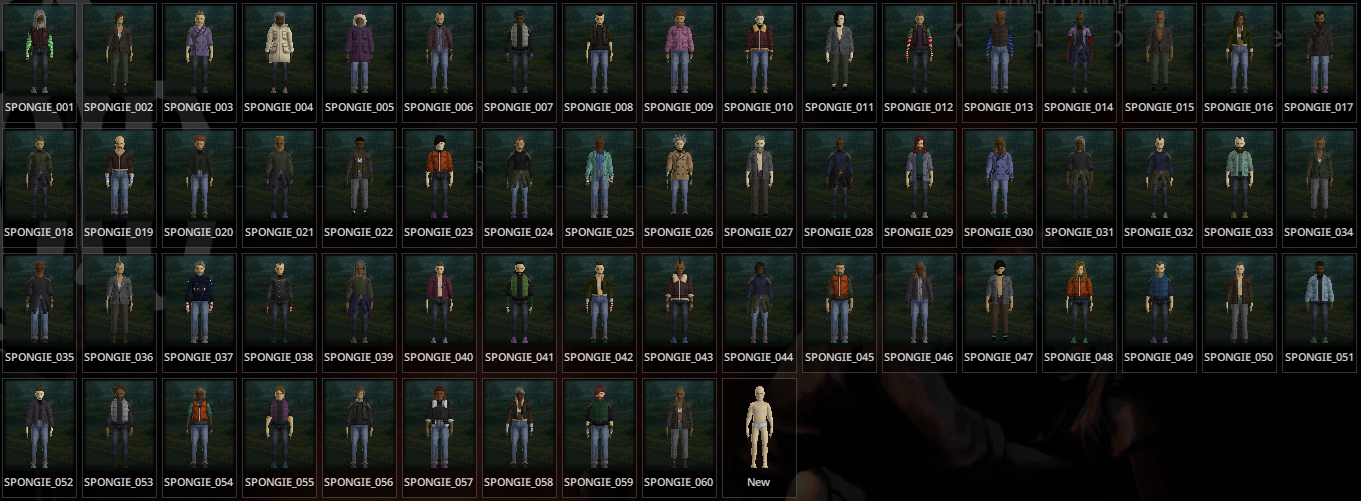 SPONGIE_001 SPONGIE_002 SPONGIE_003 SPONGIE_004 SPONGIE_005 SPONGIE_006 SPONGIE_007 SPONGIE_008 SPONGIE_009 SPONGIE_010 SPONGIE_011 SPONGIE_012 SPONGIE_013 SPONGIE_014 SPONGIE_015 SPONGIE_016 SPONGIE_017
SPONGIE_018 SPONGIE_019 SPONGIE_020 SPONGIE_021 SPONGIE_022 SPONGIE_023 SPONGIE_024 SPONGIE_025 SPONGIE_026 SPONGIE_027 SPONGIE_028 SPONGIE_029 SPONGIE_030 SPONGIE_031 SPONGIE_032 SPONGIE_033 SPONGIE_034
SPONGIE_035 SPONGIE_036 SPONGIE_037 SPONGIE_038 SPONGIE_039 SPONGIE_040 SPONGIE_041 SPONGIE_042 SPONGIE_043 SPONGIE_044 SPONGIE_045 SPONGIE_046 SPONGIE_047 SPONGIE_048 SPONGIE_049 SPONGIE_050 SPONGIE_051
SPONGIE_052 SPONGIE_053 SPONGIE_054 SPONGIE_055 SPONGIE_056 SPONGIE_057 SPONGIE_058 SPONGIE_059 SPONGIE_060 New